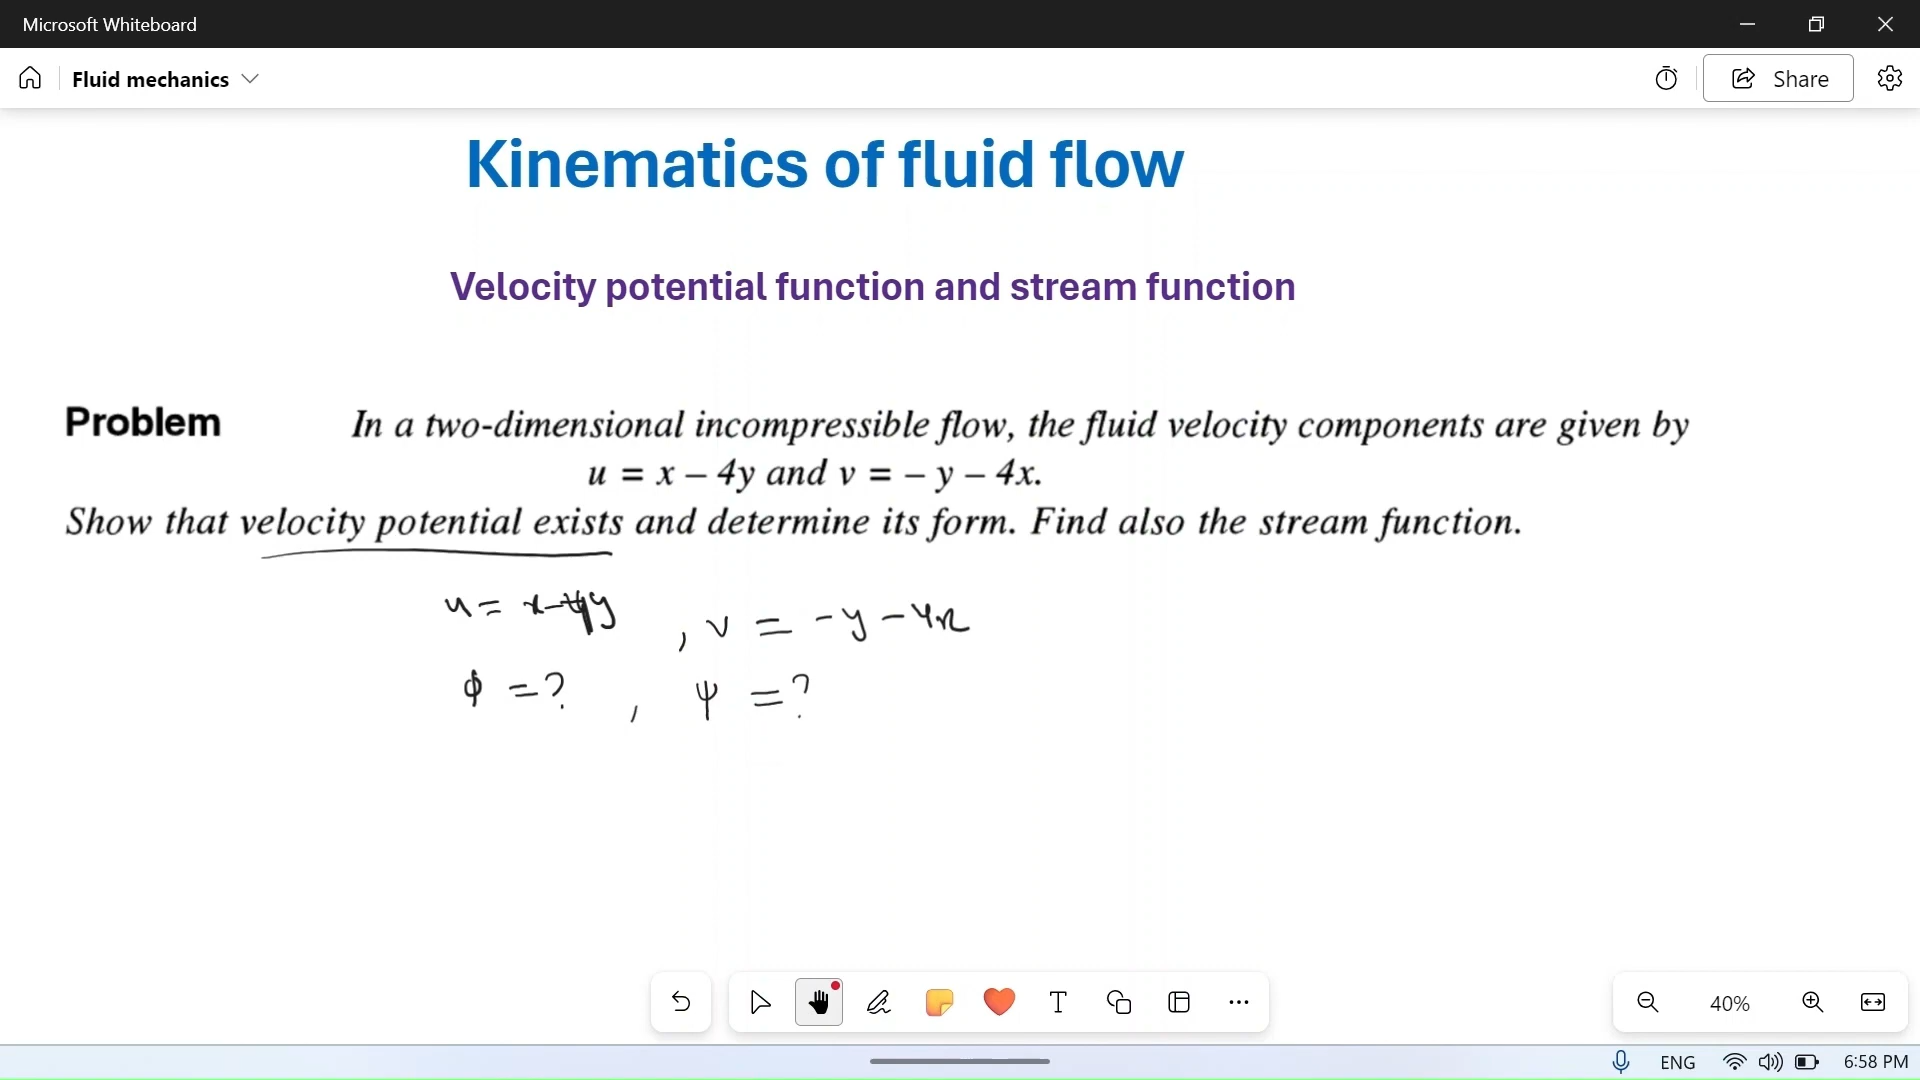 Microsoft Whiteboard
Fluid mechanics
Share
Kinematics of fluid flow
Velocity potential function and stream function
Problem In a two-dimensional incompressible flow, the fluid velocity components are given by
u = x – 4y and v = – y – 4x.
Show that velocity potential exists and determine its form. Find also the stream function.
u = x-4y , v = -y -4x
ϕ = ? , ψ = ?
T
40%
ENG 6:58 PM